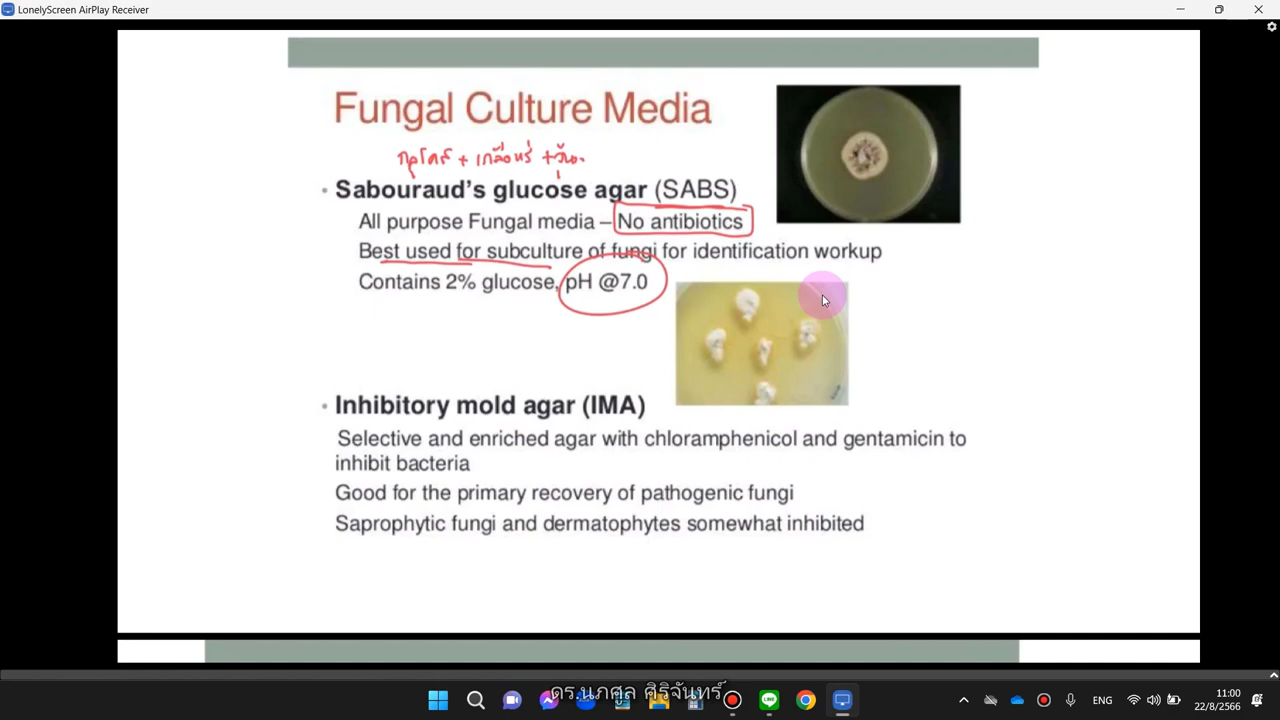 LonelyScreen AirPlay Receiver
Fungal Culture Media
กลูโคส + เกลือแร่ +
• Sabouraud's glucose agar (SABS)
All purpose Fungal media – No antibiotics
Best used for subculture of fungi for identification workup
Contains 2% glucose, pH @7.0
• Inhibitory mold agar (IMA)
Selective and enriched agar with chloramphenicol and gentamicin to
inhibit bacteria
Good for the primary recovery of pathogenic fungi
Saprophytic fungi and dermatophytes somewhat inhibited
ดร.นภศูล ศิริจันทร์
ENG
11:00
22/8/2566